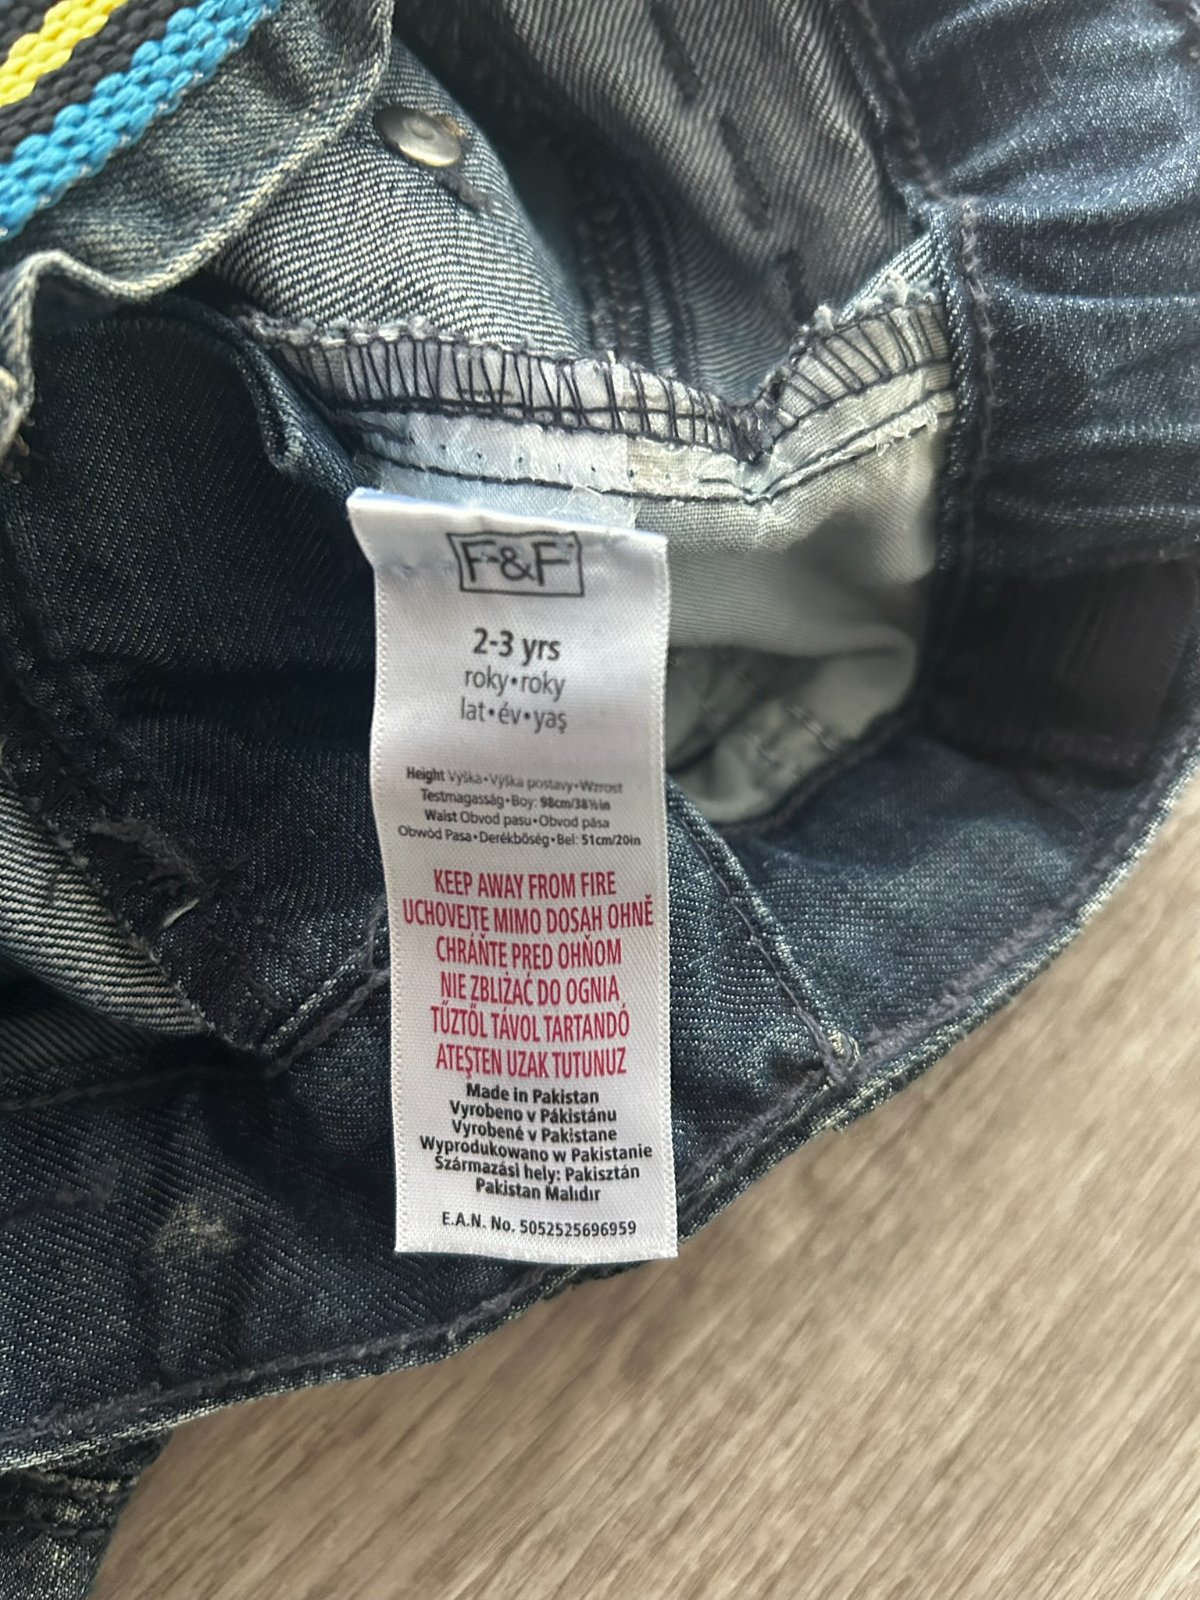 F&F
2-3 yrs
roky•roky
lat•év•yaş
Height Výška•Výška postavy•Wzrost
Testmagasság•Boy: 98cm/38½in
Waist Obvod pasu•Obvod pása
Obwód Pasa•Derékbőség•Bel: 51cm/20in
KEEP AWAY FROM FIRE
UCHOVEJTE MIMO DOSAH OHNĚ
CHRÁŇTE PRED OHŇOM
NIE ZBLIŻAĆ DO OGNIA
TŰZTŐL TÁVOL TARTANDÓ
ATEŞTEN UZAK TUTUNUZ
Made in Pakistan
Vyrobeno v Pákistánu
Vyrobené v Pakistane
Wyprodukowano w Pakistanie
Származási hely: Pakisztán
Pakistan Malıdır
E.A.N. No. 5052525696959